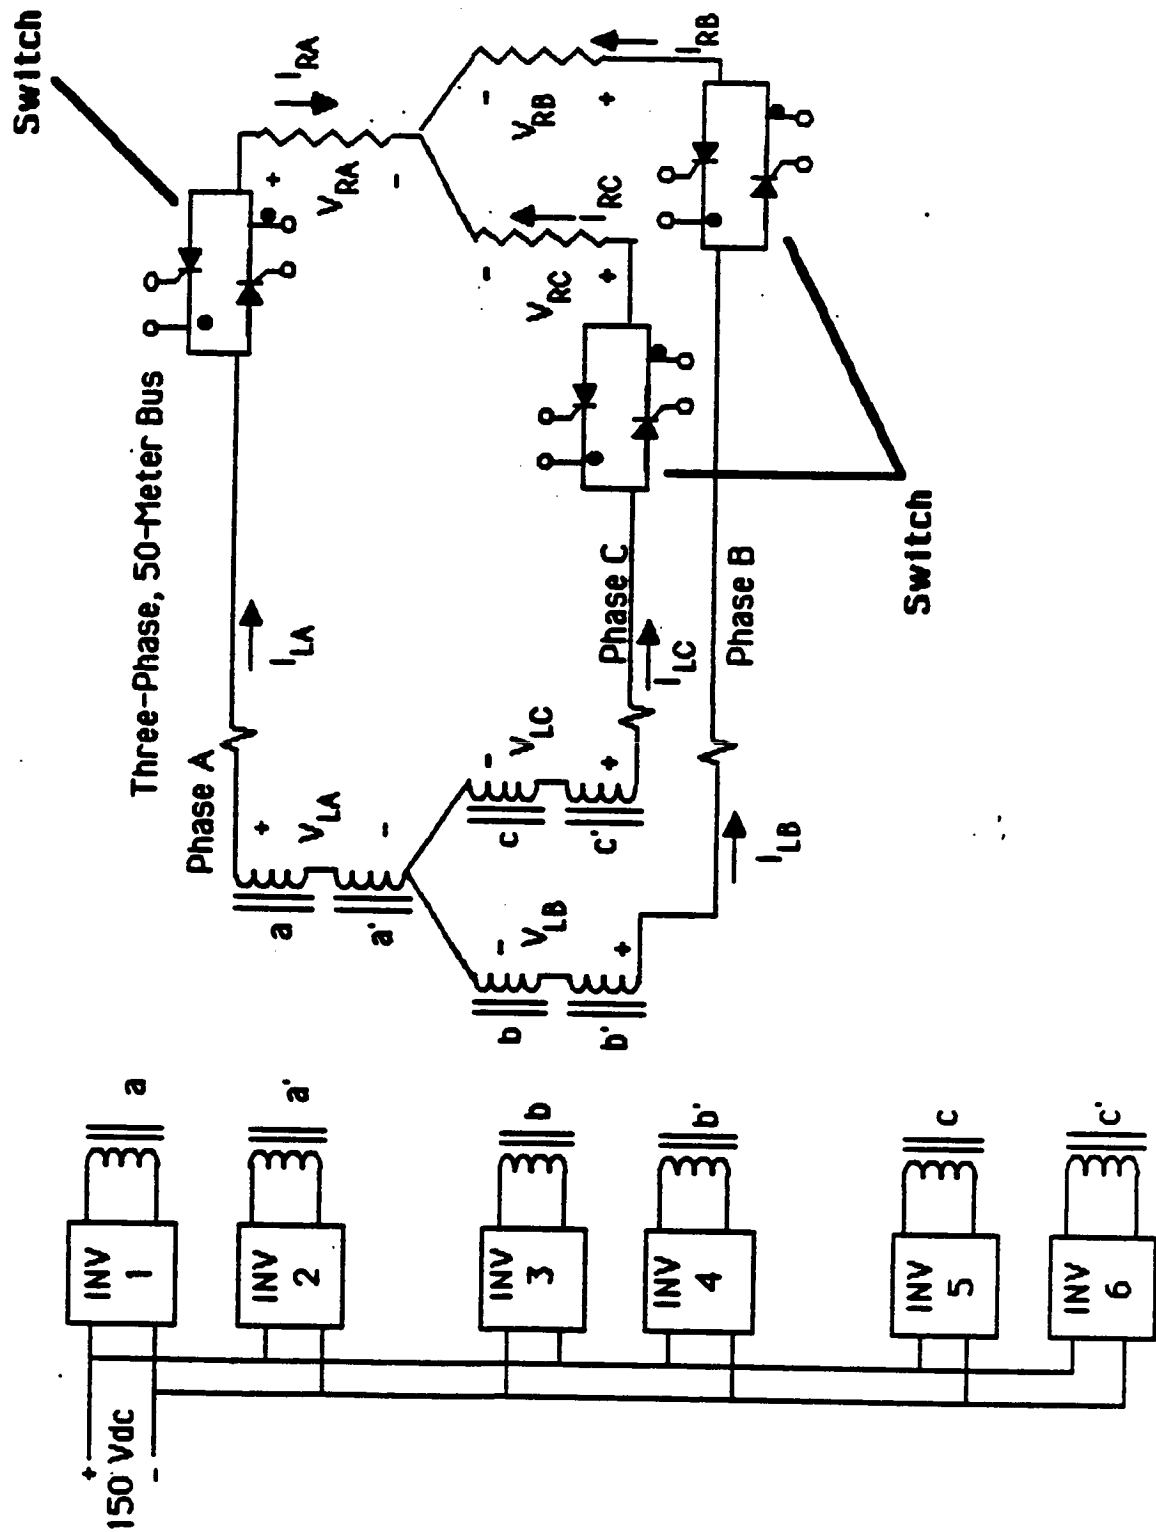 Switch
Three-Phase, 50-Meter Bus
Phase A
I_LA
V_LA
+
-
a
a'
b
b'
c
c'
V_LB
-
+
V_LC
-
+
I_LB
I_LC
Phase C
Phase B
Switch
I_RA
V_RA
+
-
V_RB
-
+
I_RB
V_RC
-
+
I_RC
+
150 Vdc
-
INV
1
a
INV
2
a'
INV
3
b
INV
4
b'
INV
5
c
INV
6
c'